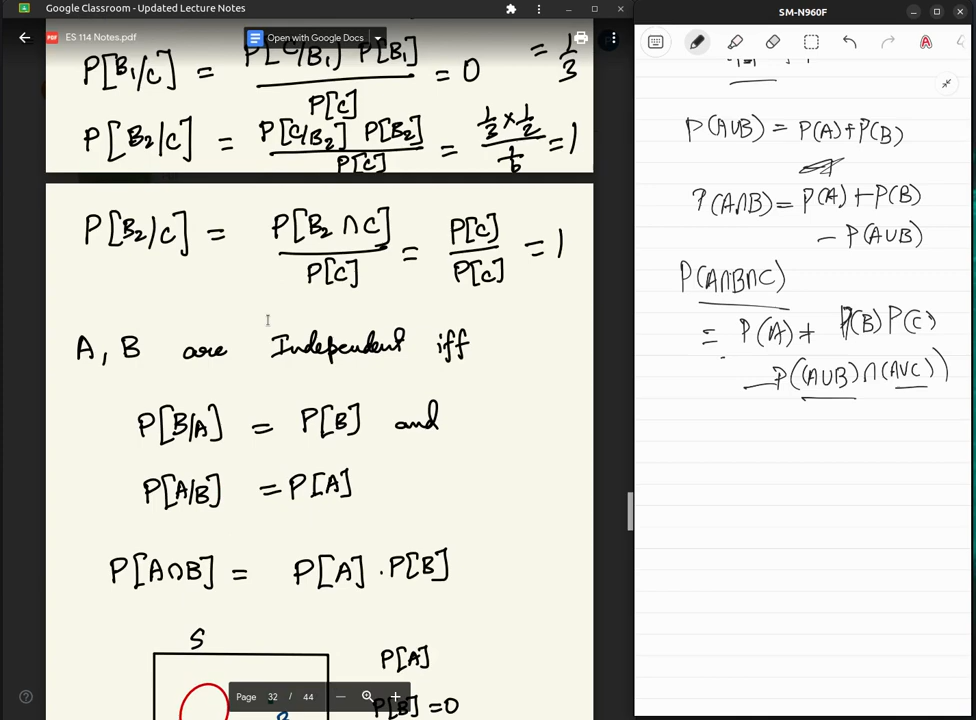 Google Classroom - Updated Lecture Notes
ES 114 Notes.pdf
Open with Google Docs
P[B₁/C] = P[C/B₁] P[B₁] / P[C] = 0 = 1/3
P[B₂/C] = P[C/B₂] P[B₂] / P[C] = 1/3 × 1/2 / 1/6 = 1
P[B₂/C] = P[B₂ ∩ C] / P[C] = P[C] / P[C] = 1
A, B are Independent iff
P[B/A] = P[B] and
P[A/B] = P[A]
P[A∩B] = P[A] . P[B]
S
P[A]
P[B] = 0
Page 32 / 44
SM-N960F
P(A∪B) = P(A)+P(B)
P(A∩B) = P(A)+P(B)
- P(A∪B)
P(A∩B∩C)
= P(A) + P(B) P(C)
- P((A∪B)∩(A∪C))